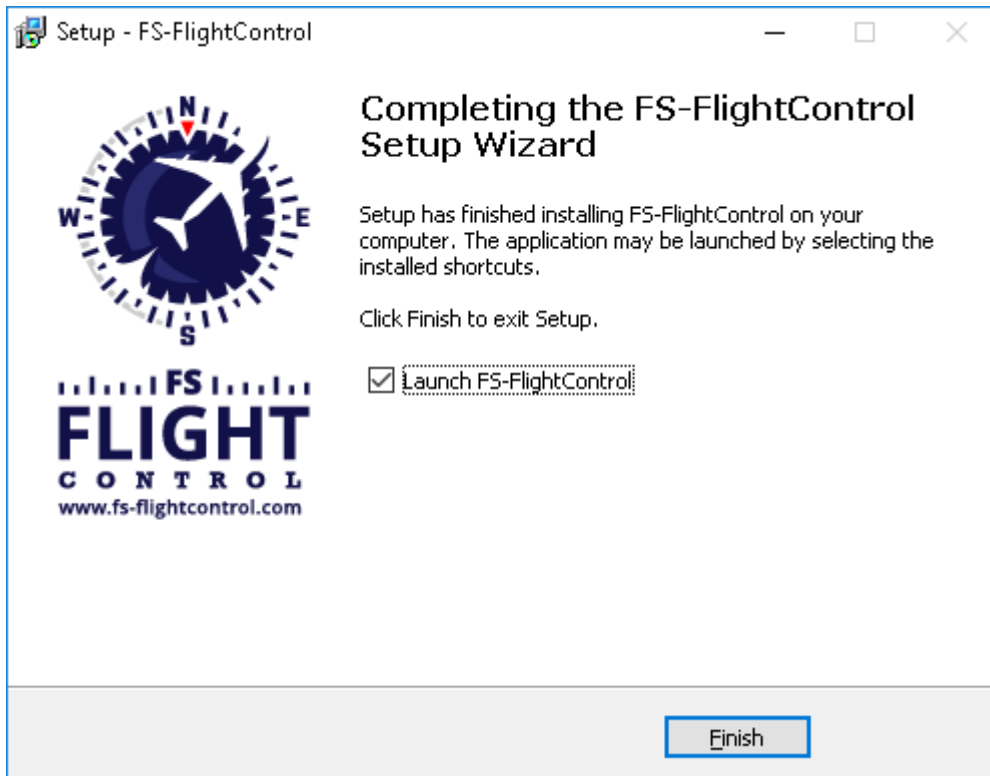 Setup - FS-FlightControl
N
W
E
S
FS
FLIGHT
CONTROL
www.fs-flightcontrol.com
Completing the FS-FlightControl
Setup Wizard
Setup has finished installing FS-FlightControl on your
computer. The application may be launched by selecting the
installed shortcuts.
Click Finish to exit Setup.
Launch FS-FlightControl
Finish